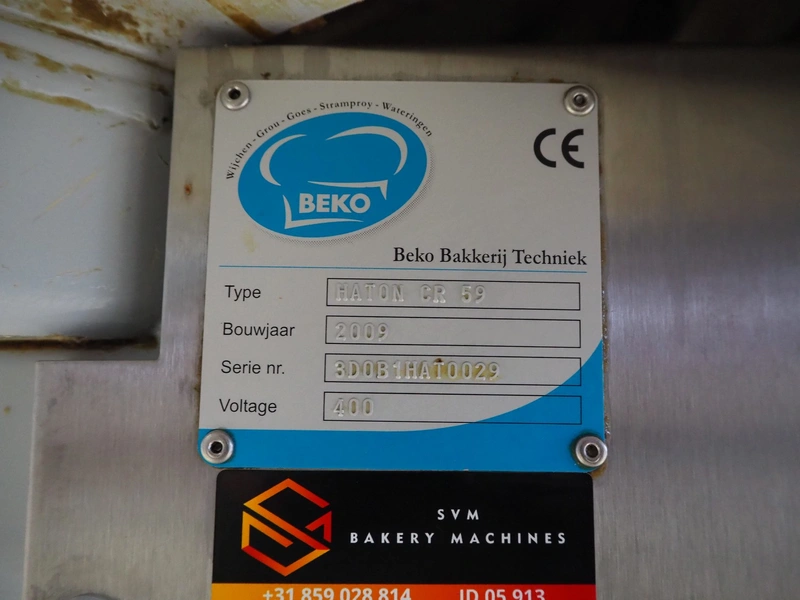 Wijchen - Grou - Goes - Stramproy - Wateringen
BEKO
CE
Beko Bakkerij Techniek
Type HATON CR 59
Bouwjaar 2009
Serie nr. 3D0B1HAT0029
Voltage 400
SVM
BAKERY MACHINES
+31 859 028 814 ID 05 913